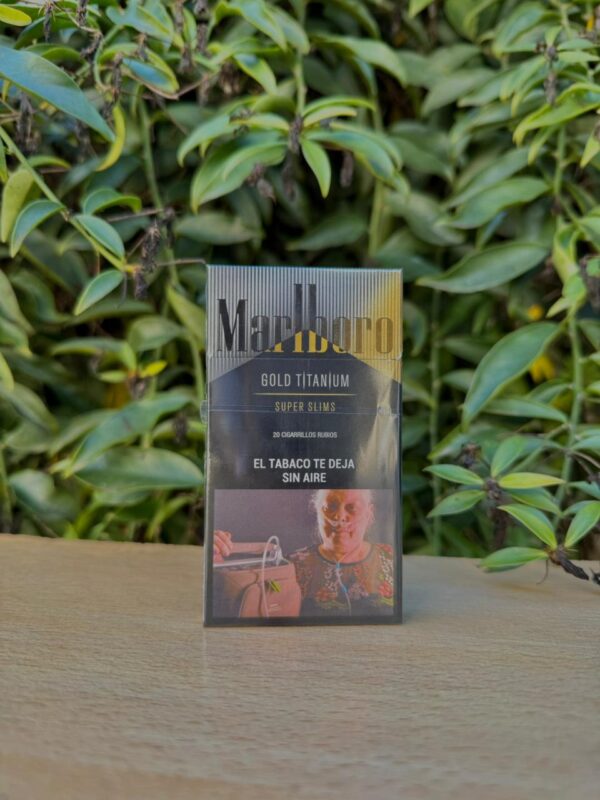 Marlboro
GOLD TITANIUM
SUPER SLIMS
20 CIGARRILLOS RUBIOS
EL TABACO TE DEJA
SIN AIRE